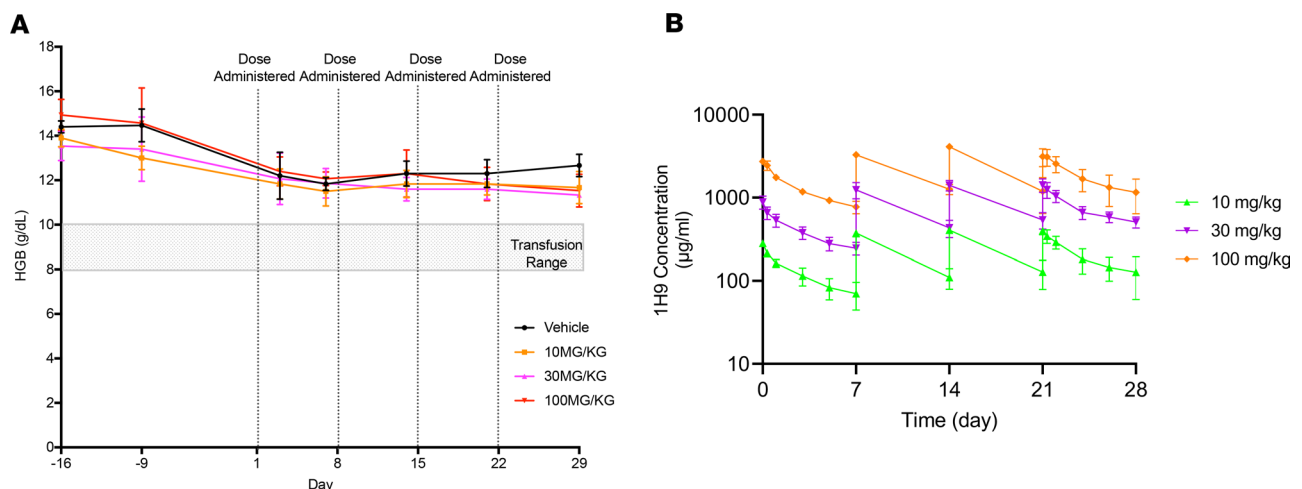 A
18
16
14
12
10
8
6
4
2
0
HGB (g/dL)
Dose
Administered
Dose
Administered
Dose
Administered
Dose
Administered
Transfusion
Range
Vehicle
10MG/KG
30MG/KG
100MG/KG
-16
-9
1
8
15
22
29
Day
B
10000
1000
100
10
1H9 Concentration
(µg/ml)
0
7
14
21
28
Time (day)
10 mg/kg
30 mg/kg
100 mg/kg